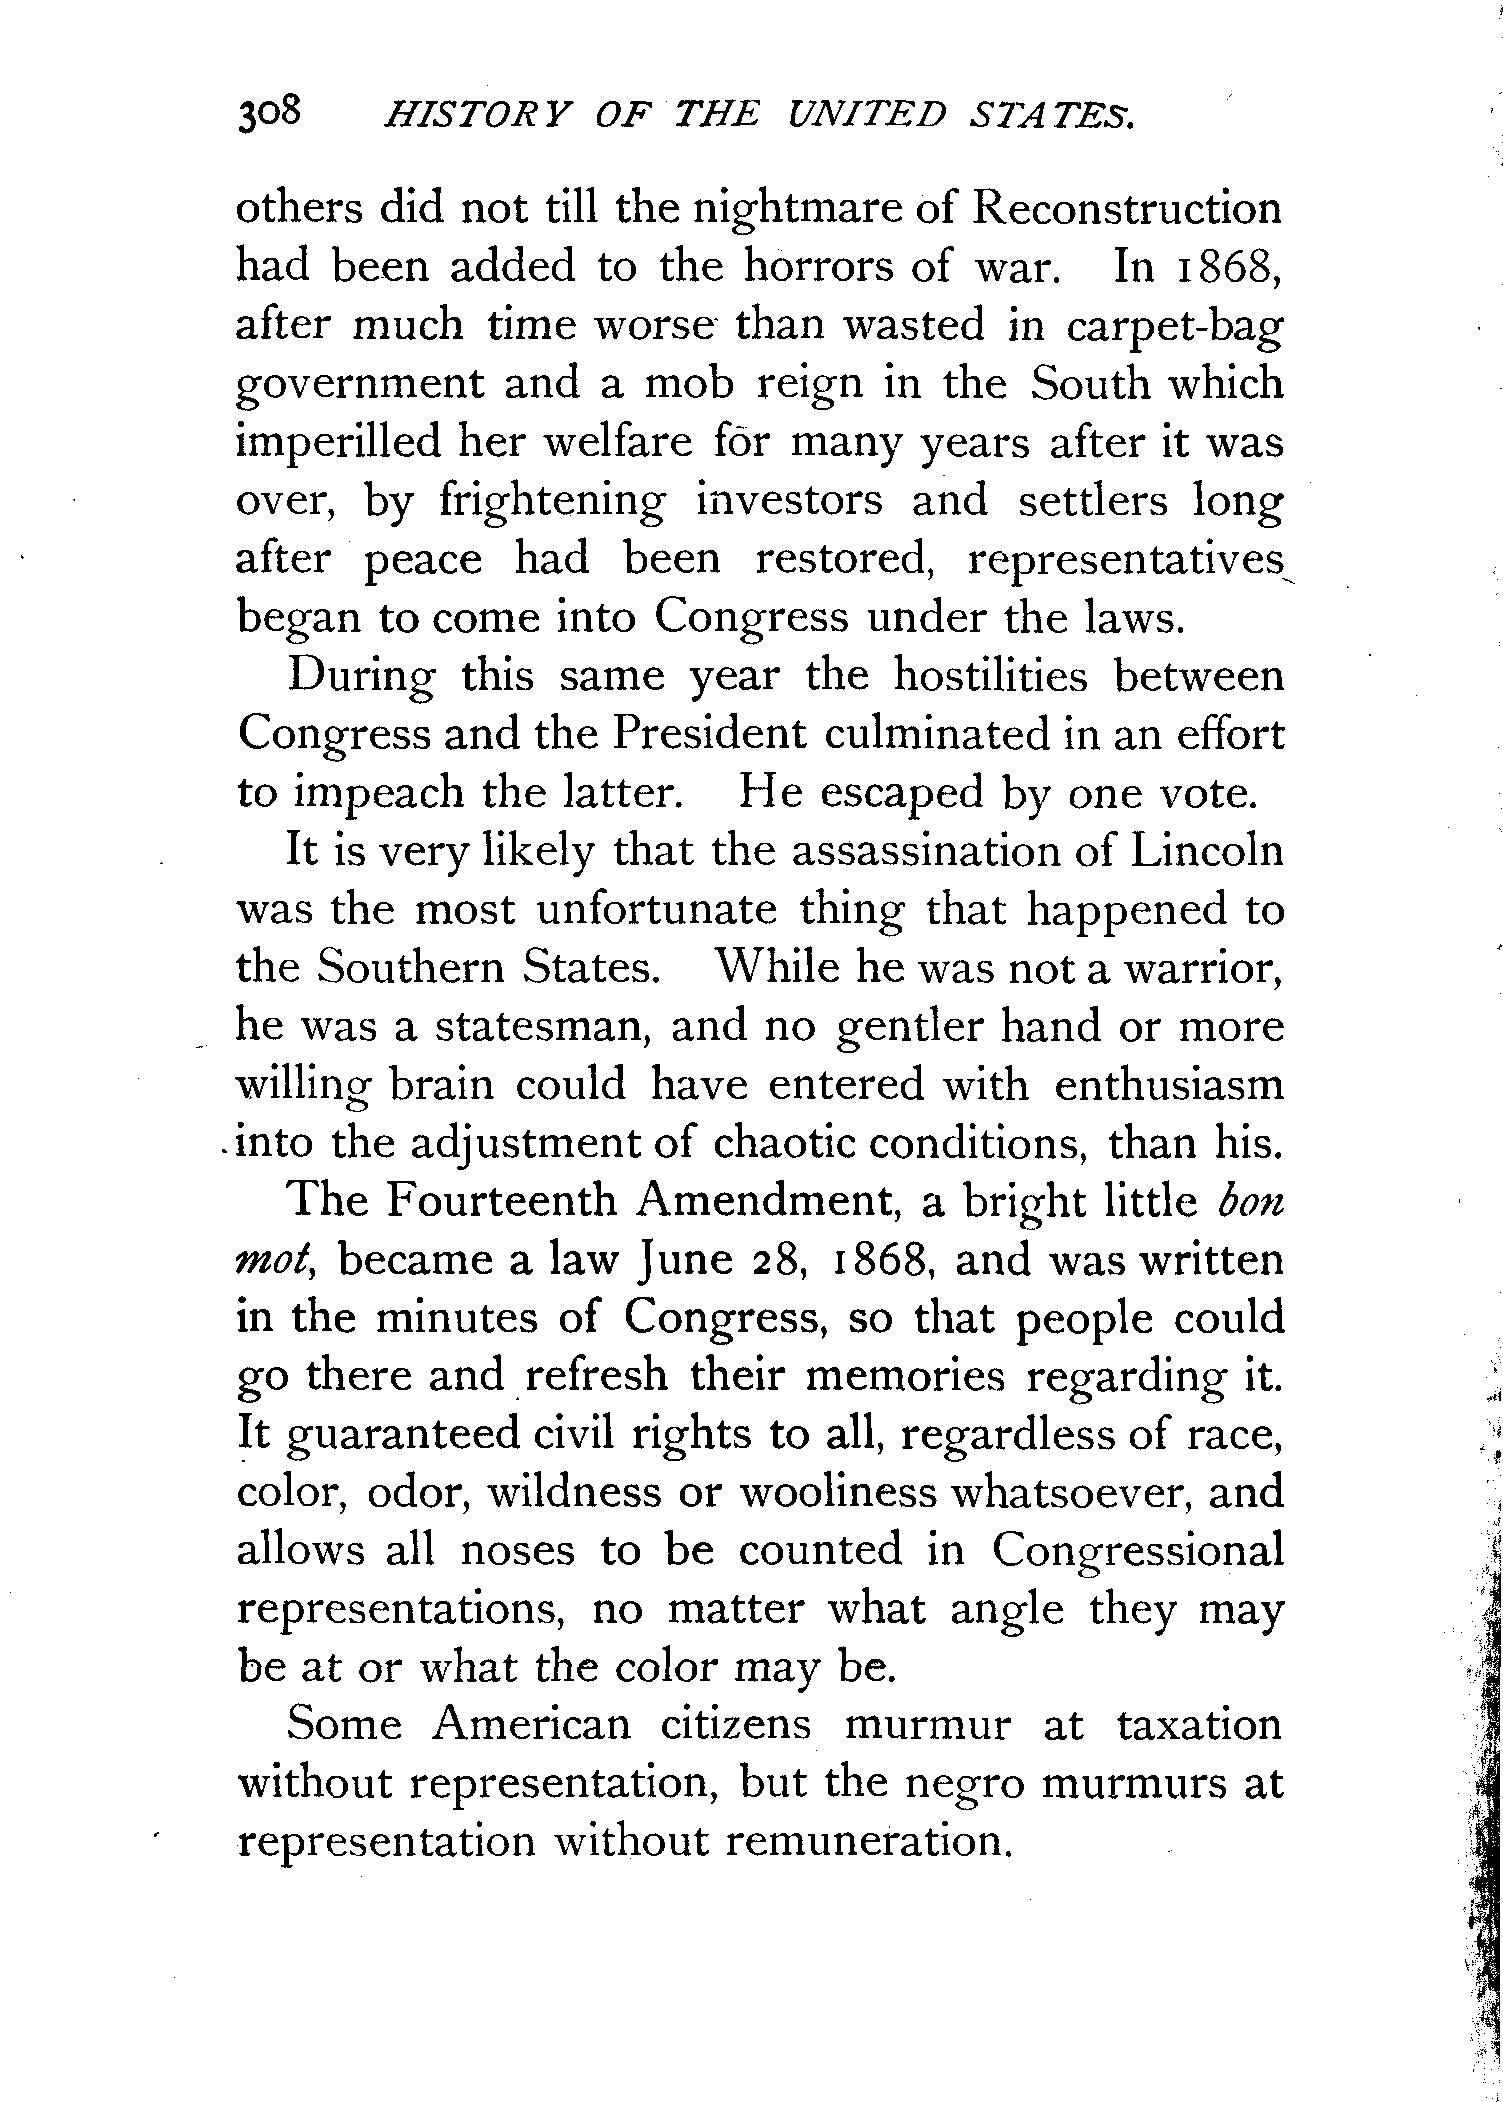 308 HISTORY OF THE UNITED STATES.
others did not till the nightmare of Reconstruction
had been added to the horrors of war. In 1868,
after much time worse than wasted in carpet-bag
government and a mob reign in the South which
imperilled her welfare for many years after it was
over, by frightening investors and settlers long
after peace had been restored, representatives
began to come into Congress under the laws.
During this same year the hostilities between
Congress and the President culminated in an effort
to impeach the latter. He escaped by one vote.
It is very likely that the assassination of Lincoln
was the most unfortunate thing that happened to
the Southern States. While he was not a warrior,
he was a statesman, and no gentler hand or more
willing brain could have entered with enthusiasm
into the adjustment of chaotic conditions, than his.
The Fourteenth Amendment, a bright little bon
mot, became a law June 28, 1868, and was written
in the minutes of Congress, so that people could
go there and refresh their memories regarding it.
It guaranteed civil rights to all, regardless of race,
color, odor, wildness or wooliness whatsoever, and
allows all noses to be counted in Congressional
representations, no matter what angle they may
be at or what the color may be.
Some American citizens murmur at taxation
without representation, but the negro murmurs at
representation without remuneration.